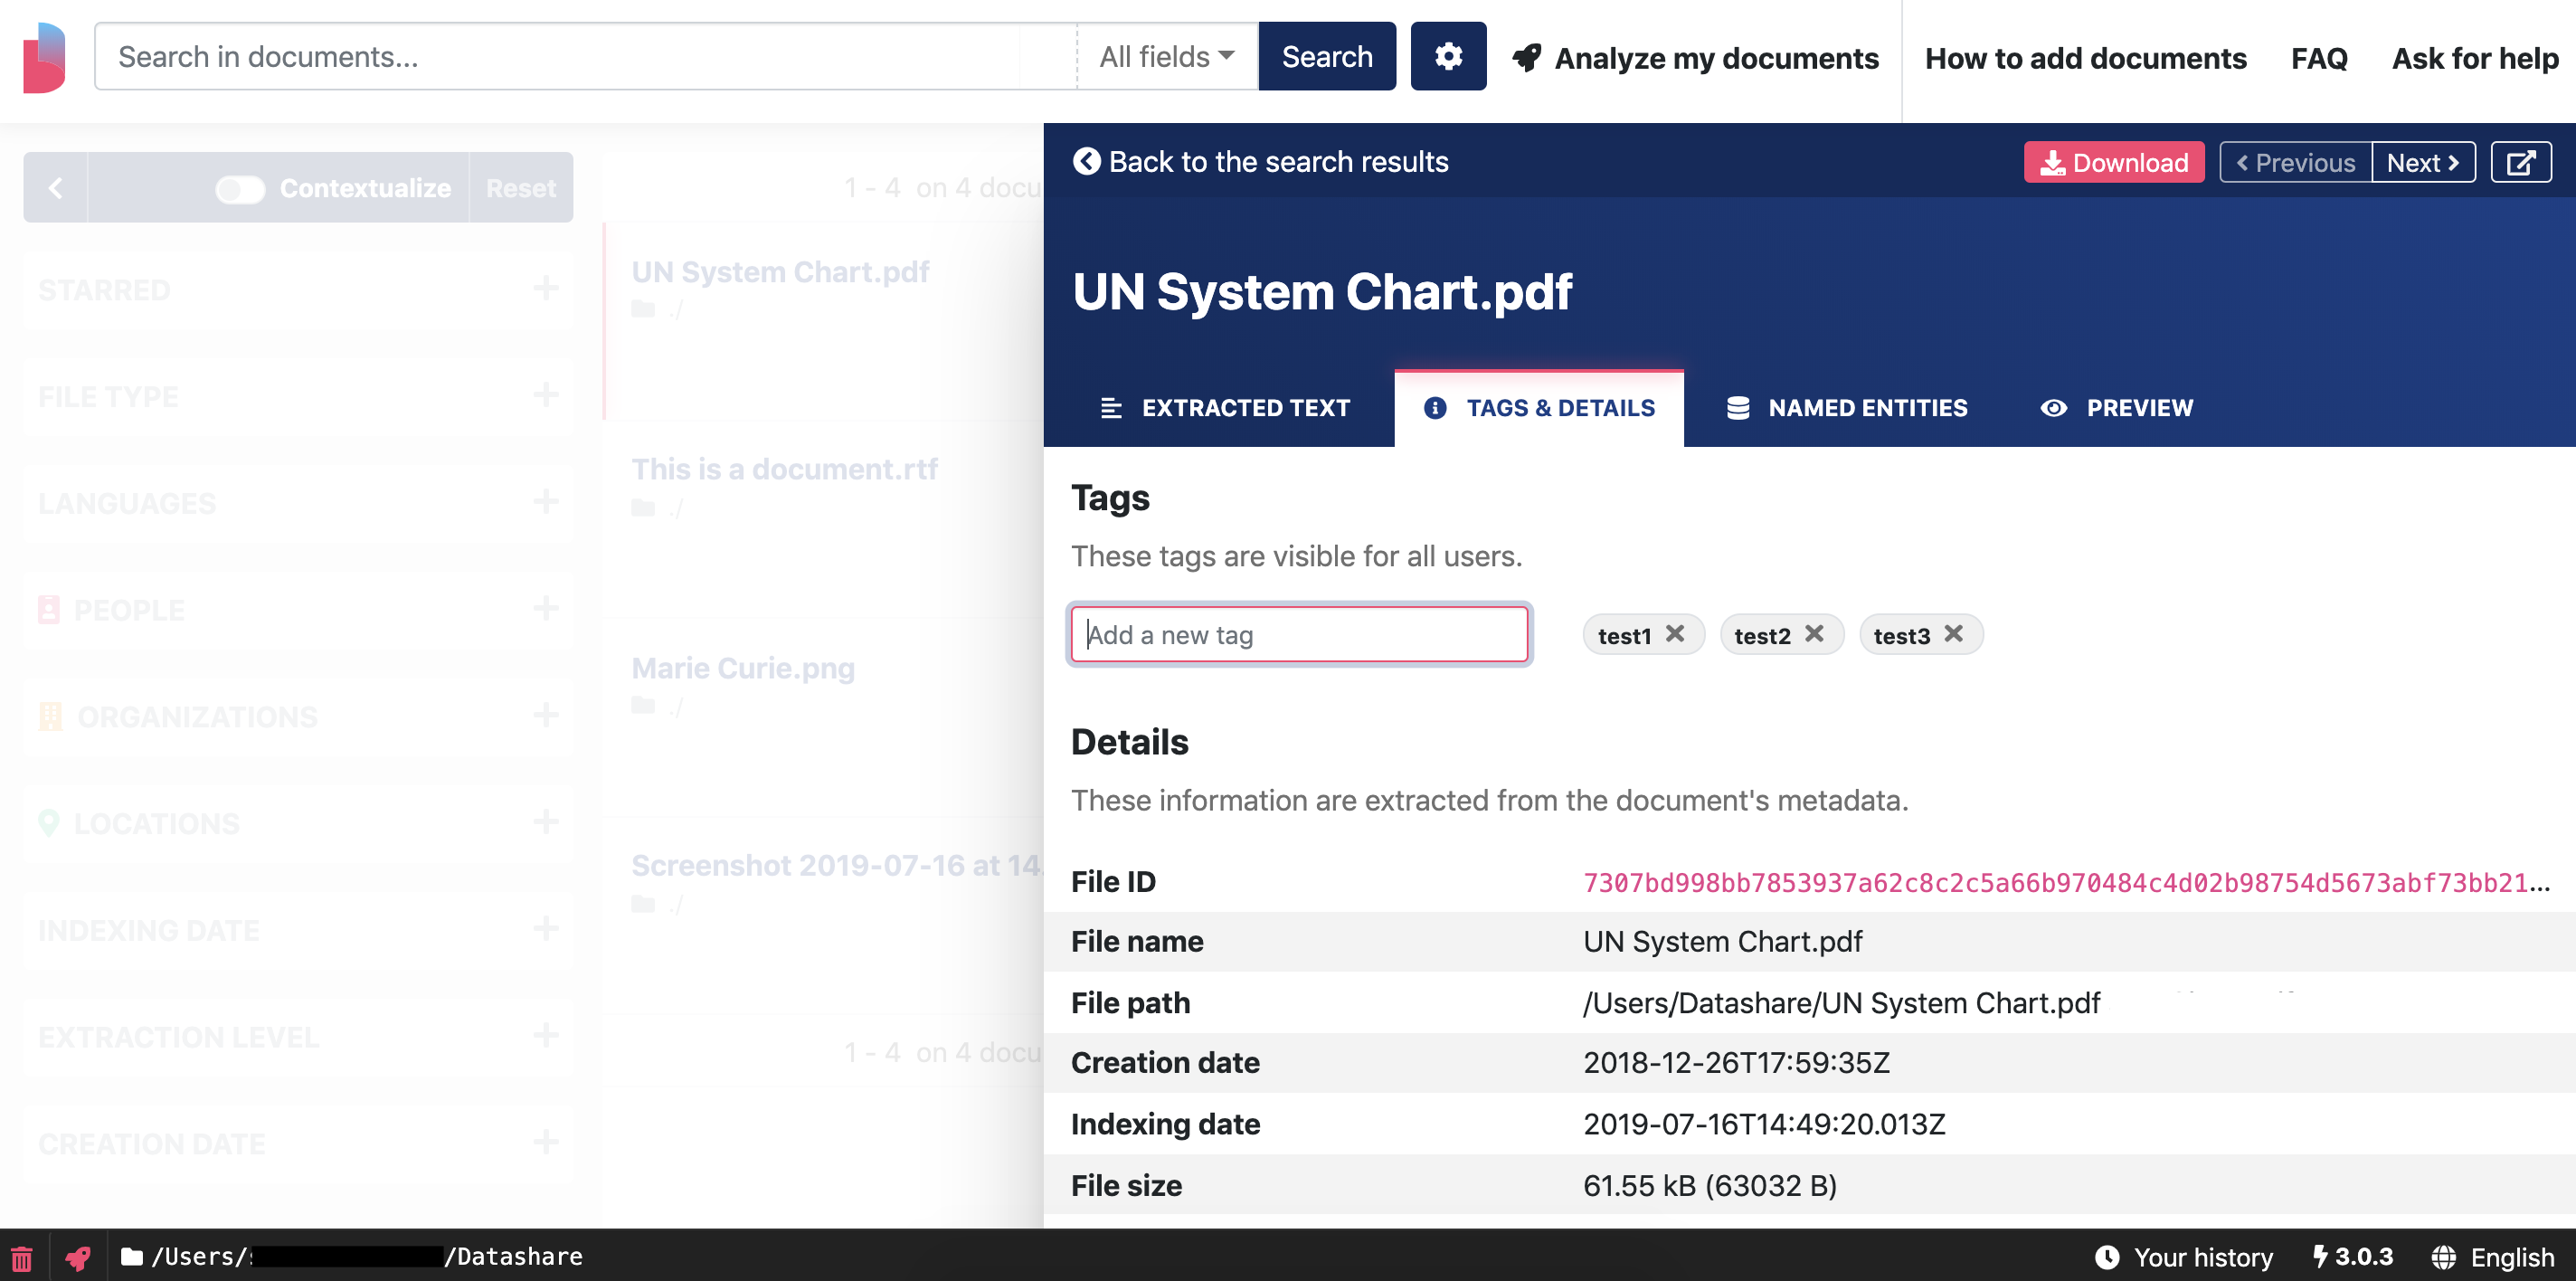 Search in documents...
All fields
Search
Analyze my documents
How to add documents
FAQ
Ask for help
Contextualize
Reset
STARRED
FILE TYPE
LANGUAGES
PEOPLE
ORGANIZATIONS
LOCATIONS
INDEXING DATE
EXTRACTION LEVEL
CREATION DATE
1 - 4 on 4 docu
UN System Chart.pdf
./
This is a document.rtf
./
Marie Curie.png
./
Screenshot 2019-07-16 at 14.
./
1 - 4 on 4 docu
Back to the search results
Download
Previous
Next
UN System Chart.pdf
EXTRACTED TEXT
TAGS & DETAILS
NAMED ENTITIES
PREVIEW
Tags
These tags are visible for all users.
Add a new tag
test1
test2
test3
Details
These information are extracted from the document's metadata.
File ID
7307bd998bb7853937a62c8c2c5a66b970484c4d02b98754d5673abf73bb21...
File name
UN System Chart.pdf
File path
/Users/Datashare/UN System Chart.pdf
Creation date
2018-12-26T17:59:35Z
Indexing date
2019-07-16T14:49:20.013Z
File size
61.55 kB (63032 B)
/Users/
/Datashare
Your history
3.0.3
English